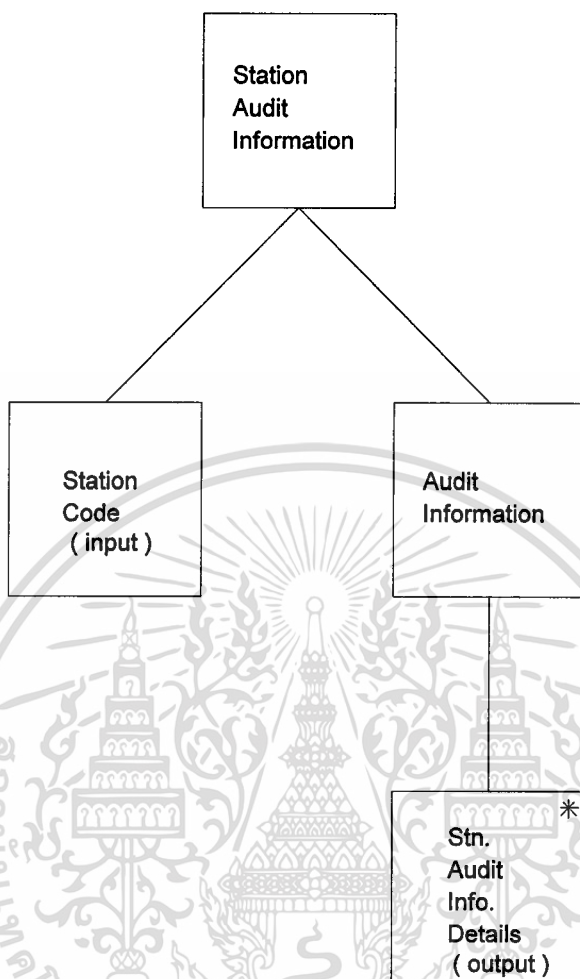 Station
Audit
Information
Station
Code
( input )
Audit
Information
*
Stn.
Audit
Info.
Details
( output )